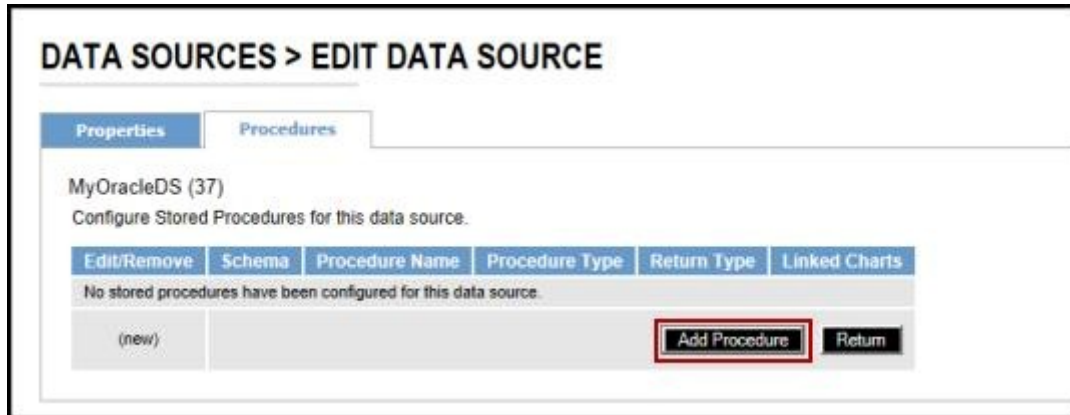 DATA SOURCES > EDIT DATA SOURCE
Properties Procedures
MyOracleDS (37)
Configure Stored Procedures for this data source.
Edit/Remove Schema Procedure Name Procedure Type Return Type Linked Charts
No stored procedures have been configured for this data source.
(new) Add Procedure Return